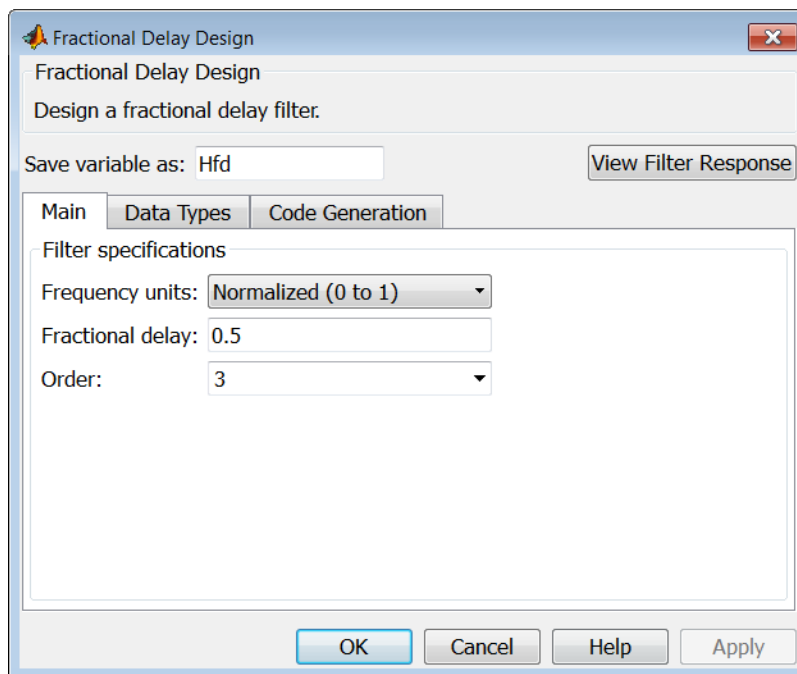 Fractional Delay Design
Fractional Delay Design
Design a fractional delay filter.
Save variable as: Hfd View Filter Response
Main Data Types Code Generation
Filter specifications
Frequency units: Normalized (0 to 1)
Fractional delay: 0.5
Order: 3
OK Cancel Help Apply